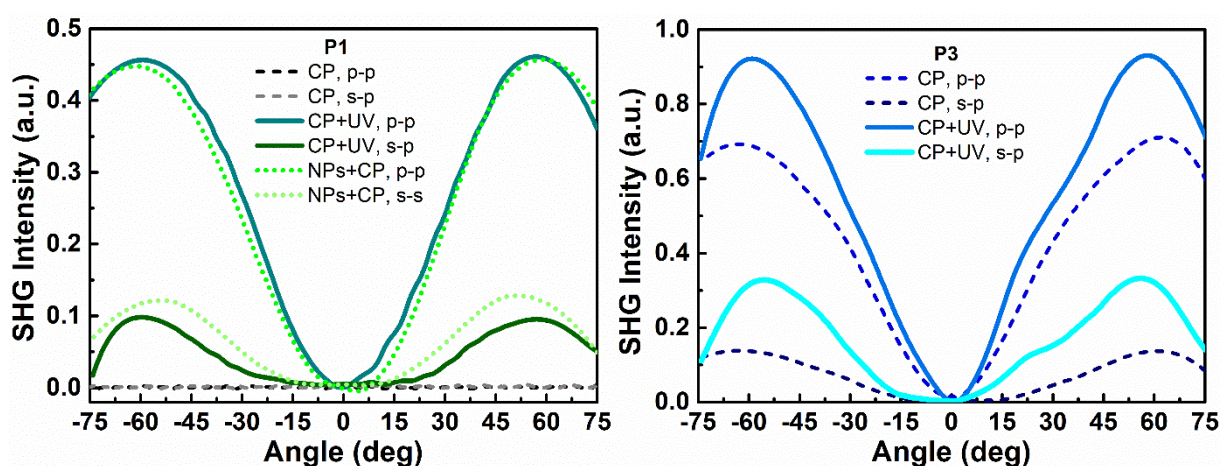 P1
CP, p-p
CP, s-p
CP+UV, p-p
CP+UV, s-p
NPs+CP, p-p
NPs+CP, s-s
SHG Intensity (a.u.)
0.5
0.4
0.3
0.2
0.1
0.0
-75 -60 -45 -30 -15 0 15 30 45 60 75
Angle (deg)
P3
CP, p-p
CP, s-p
CP+UV, p-p
CP+UV, s-p
SHG Intensity (a.u.)
1.0
0.8
0.6
0.4
0.2
0.0
-75 -60 -45 -30 -15 0 15 30 45 60 75
Angle (deg)